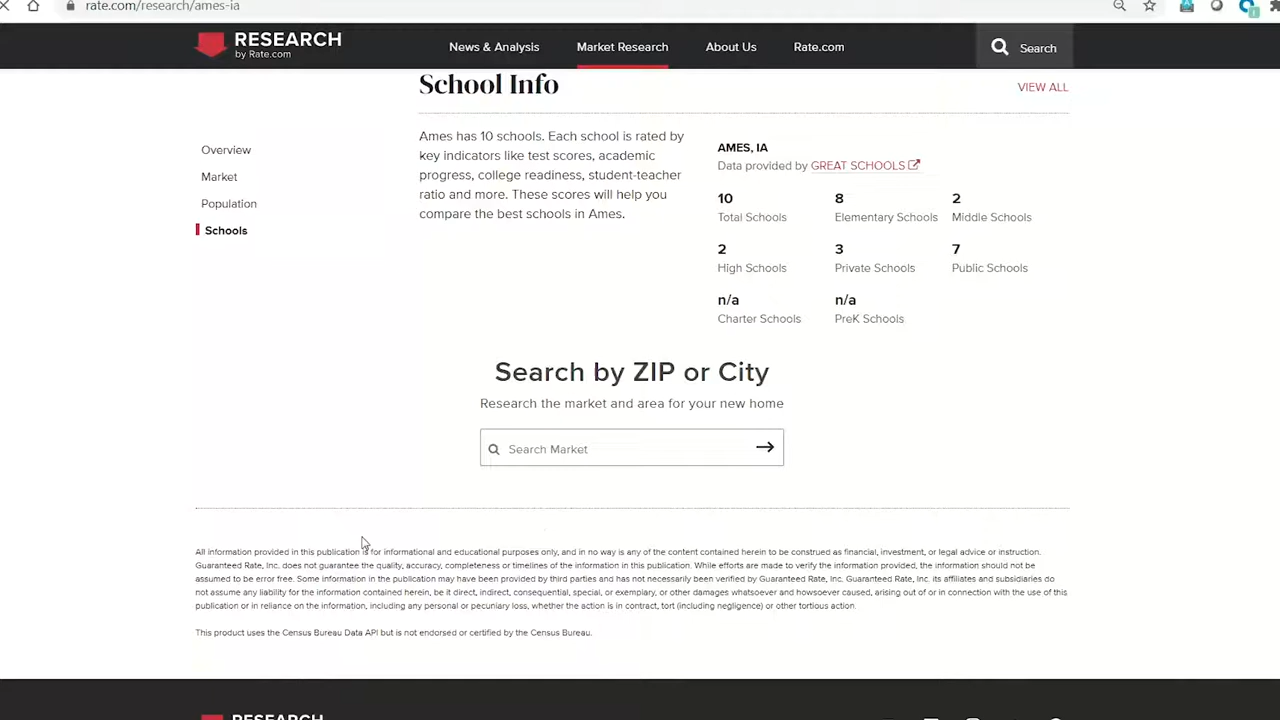 rate.com/research/ames-ia
RESEARCH
by Rate.com
News & Analysis
Market Research
About Us
Rate.com
Search
School Info
VIEW ALL
Overview
Market
Population
Schools
Ames has 10 schools. Each school is rated by
key indicators like test scores, academic
progress, college readiness, student-teacher
ratio and more. These scores will help you
compare the best schools in Ames.
AMES, IA
Data provided by GREAT SCHOOLS
10
Total Schools
8
Elementary Schools
2
Middle Schools
2
High Schools
3
Private Schools
7
Public Schools
n/a
Charter Schools
n/a
PreK Schools
Search by ZIP or City
Research the market and area for your new home
Search Market
All information provided in this publication is for informational and educational purposes only, and in no way is any of the content contained herein to be construed as financial, investment, or legal advice or instruction.
Guaranteed Rate, Inc. does not guarantee the quality, accuracy, completeness or timelines of the information in this publication. While efforts are made to verify the information provided, the information should not be
assumed to be error free. Some information in the publication may have been provided by third parties and has not necessarily been verified by Guaranteed Rate, Inc. Guaranteed Rate, Inc. its affiliates and subsidiaries do
not assume any liability for the information contained herein, be it direct, indirect, consequential, special, or exemplary, or other damages whatsoever and howsoever caused, arising out of or in connection with the use of this
publication or in reliance on the information, including any personal or pecuniary loss, whether the action is in contract, tort (including negligence) or other tortious action.
This product uses the Census Bureau Data API but is not endorsed or certified by the Census Bureau.
RESEARCH